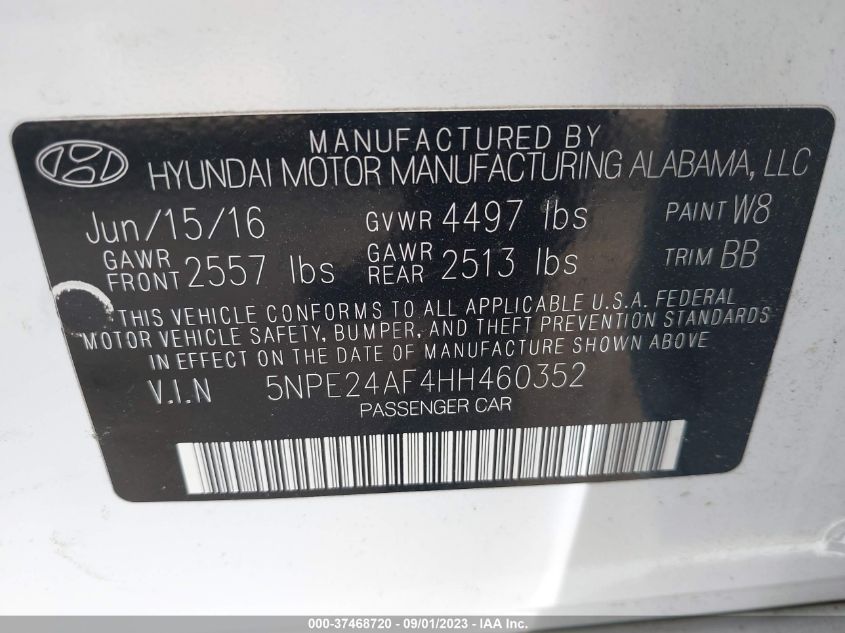 MANUFACTURED BY
HYUNDAI MOTOR MANUFACTURING ALABAMA, LLC
Jun/15/16 GVWR 4497 lbs PAINT W8
GAWR FRONT 2557 lbs GAWR REAR 2513 lbs TRIM BB
THIS VEHICLE CONFORMS TO ALL APPLICABLE U.S.A. FEDERAL
MOTOR VEHICLE SAFETY, BUMPER, AND THEFT PREVENTION STANDARDS
IN EFFECT ON THE DATE OF MANUFACTURE SHOWN ABOVE
V.I.N 5NPE24AF4HH460352
PASSENGER CAR
000-37468720 - 09/01/2023 - IAA Inc.